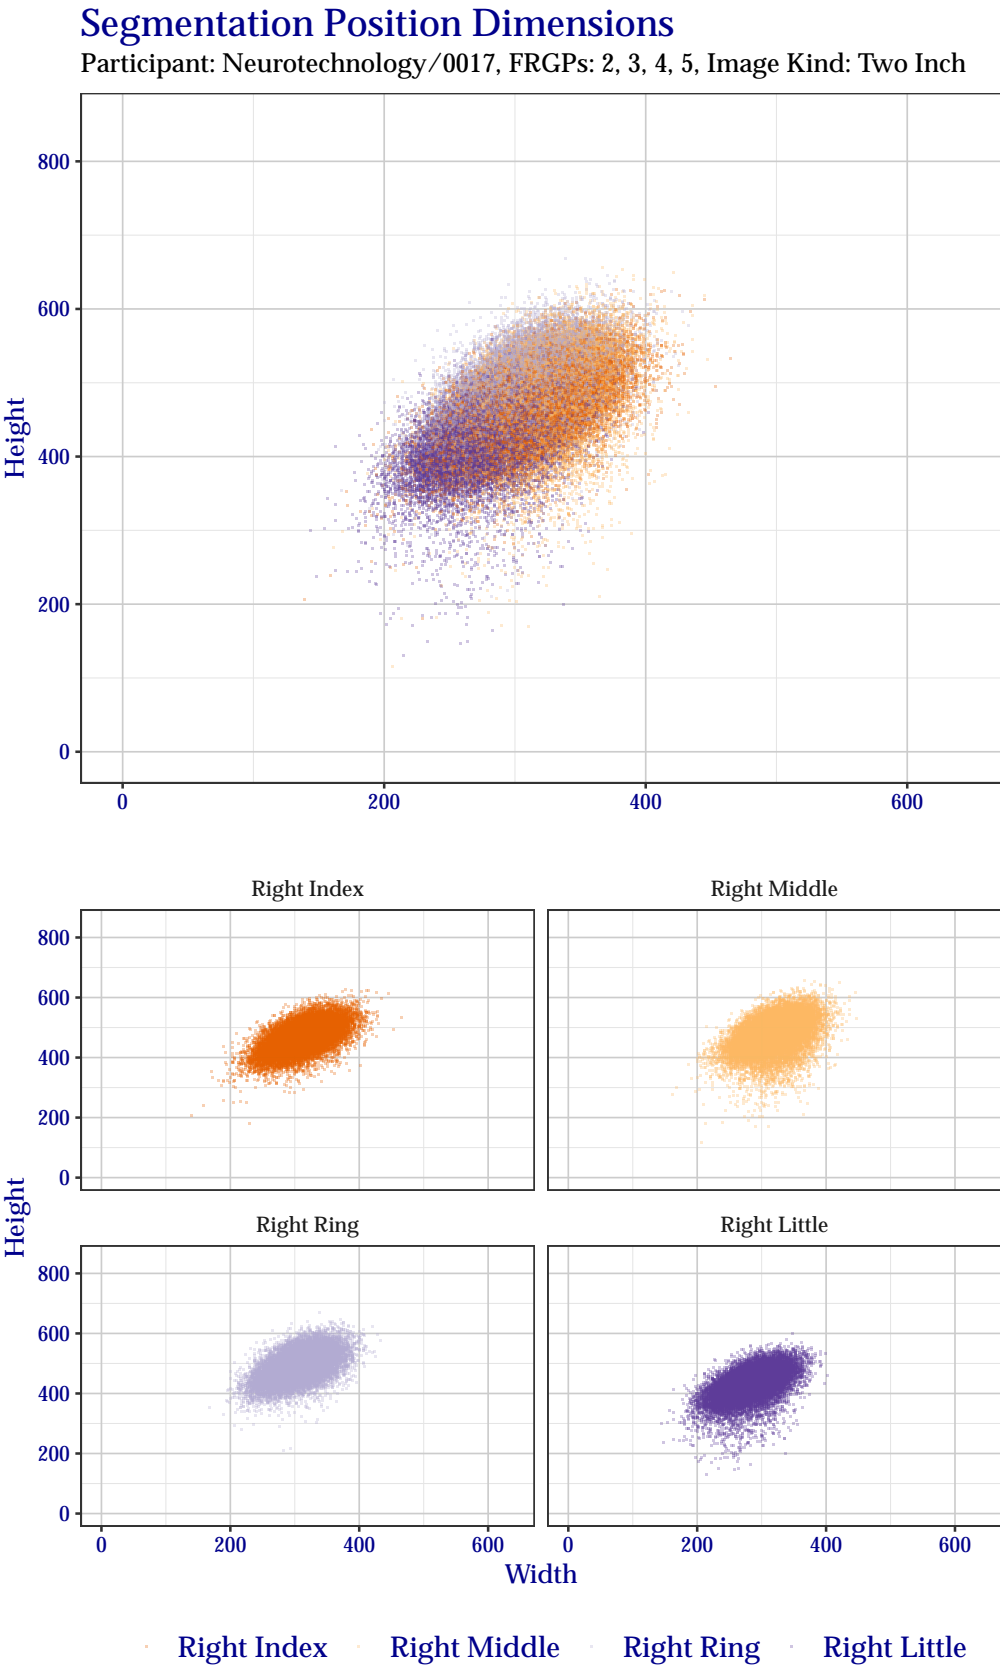 Segmentation Position Dimensions
Participant: Neurotechnology/0017, FRGPs: 2, 3, 4, 5, Image Kind: Two Inch
800
600
400
200
0
Height
0 200 400 600
Right Index Right Middle
800
600
400
200
0
Height
Right Ring Right Little
800
600
400
200
0
0 200 400 600 0 200 400 600
Width
Right Index Right Middle Right Ring Right Little